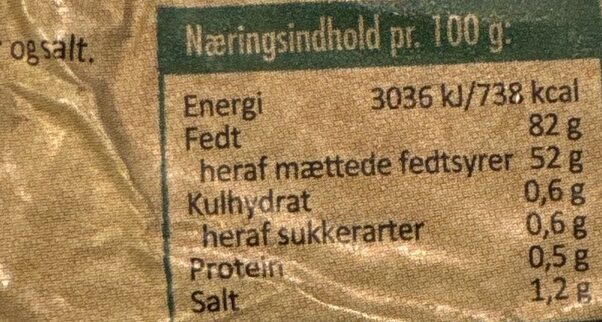 og salt.
Næringsindhold pr. 100 g:
Energi 3036 kJ/738 kcal
Fedt 82 g
heraf mættede fedtsyrer 52 g
Kulhydrat 0,6 g
heraf sukkerarter 0,6 g
Protein 0,5 g
Salt 1,2 g